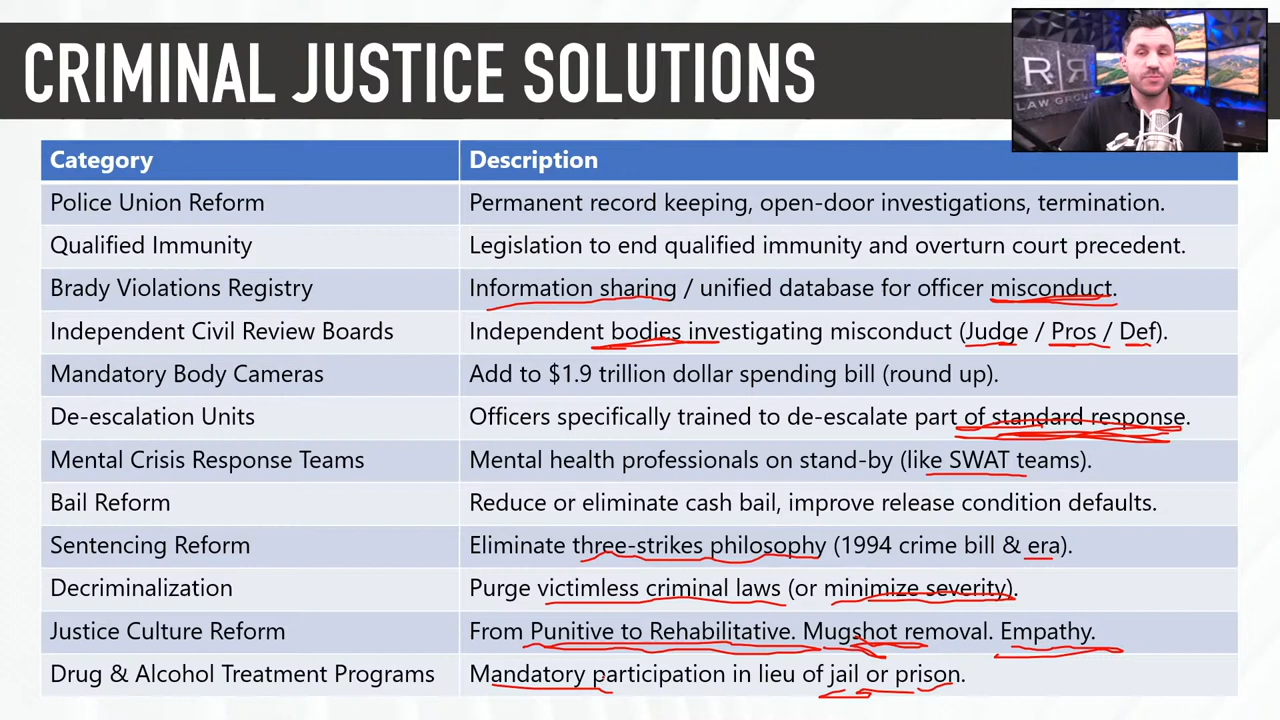 CRIMINAL JUSTICE SOLUTIONS
R|R
LAW GROUP
Category Description
Police Union Reform Permanent record keeping, open-door investigations, termination.
Qualified Immunity Legislation to end qualified immunity and overturn court precedent.
Brady Violations Registry Information sharing / unified database for officer misconduct.
Independent Civil Review Boards Independent bodies investigating misconduct (Judge / Pros / Def).
Mandatory Body Cameras Add to $1.9 trillion dollar spending bill (round up).
De-escalation Units Officers specifically trained to de-escalate part of standard response.
Mental Crisis Response Teams Mental health professionals on stand-by (like SWAT teams).
Bail Reform Reduce or eliminate cash bail, improve release condition defaults.
Sentencing Reform Eliminate three-strikes philosophy (1994 crime bill & era).
Decriminalization Purge victimless criminal laws (or minimize severity).
Justice Culture Reform From Punitive to Rehabilitative. Mugshot removal. Empathy.
Drug & Alcohol Treatment Programs Mandatory participation in lieu of jail or prison.